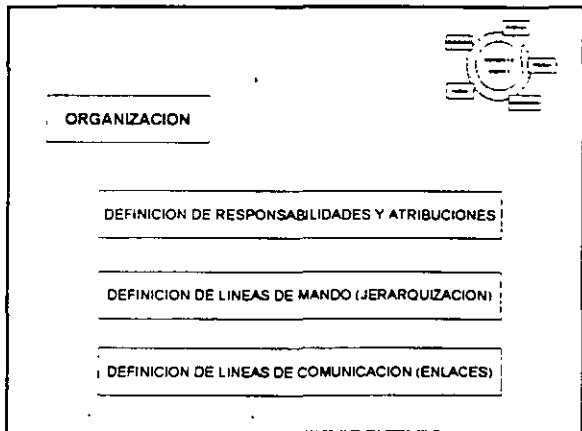 ORGANIZACION
DEFINICION DE RESPONSABILIDADES Y ATRIBUCIONES
DEFINICION DE LINEAS DE MANDO (JERARQUIZACION)
DEFINICION DE LINEAS DE COMUNICACION (ENLACES)